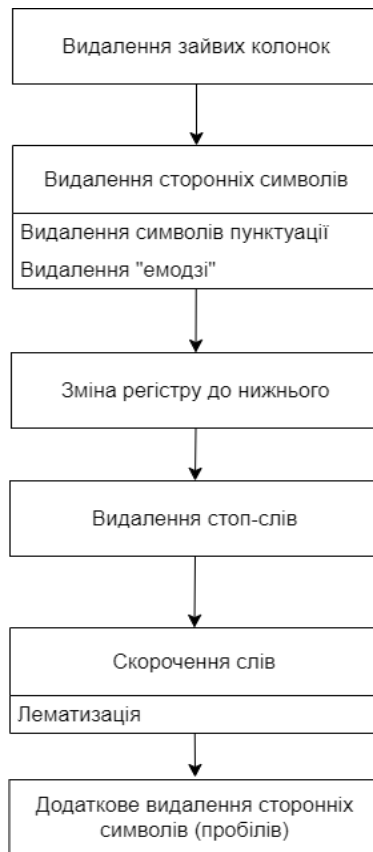 Видалення зайвих колонок
Видалення сторонніх символів
Видалення символів пунктуації
Видалення "емодзі"
Зміна регістру до нижнього
Видалення стоп-слів
Скорочення слів
Лематизація
Додаткове видалення сторонніх
символів (пробілів)